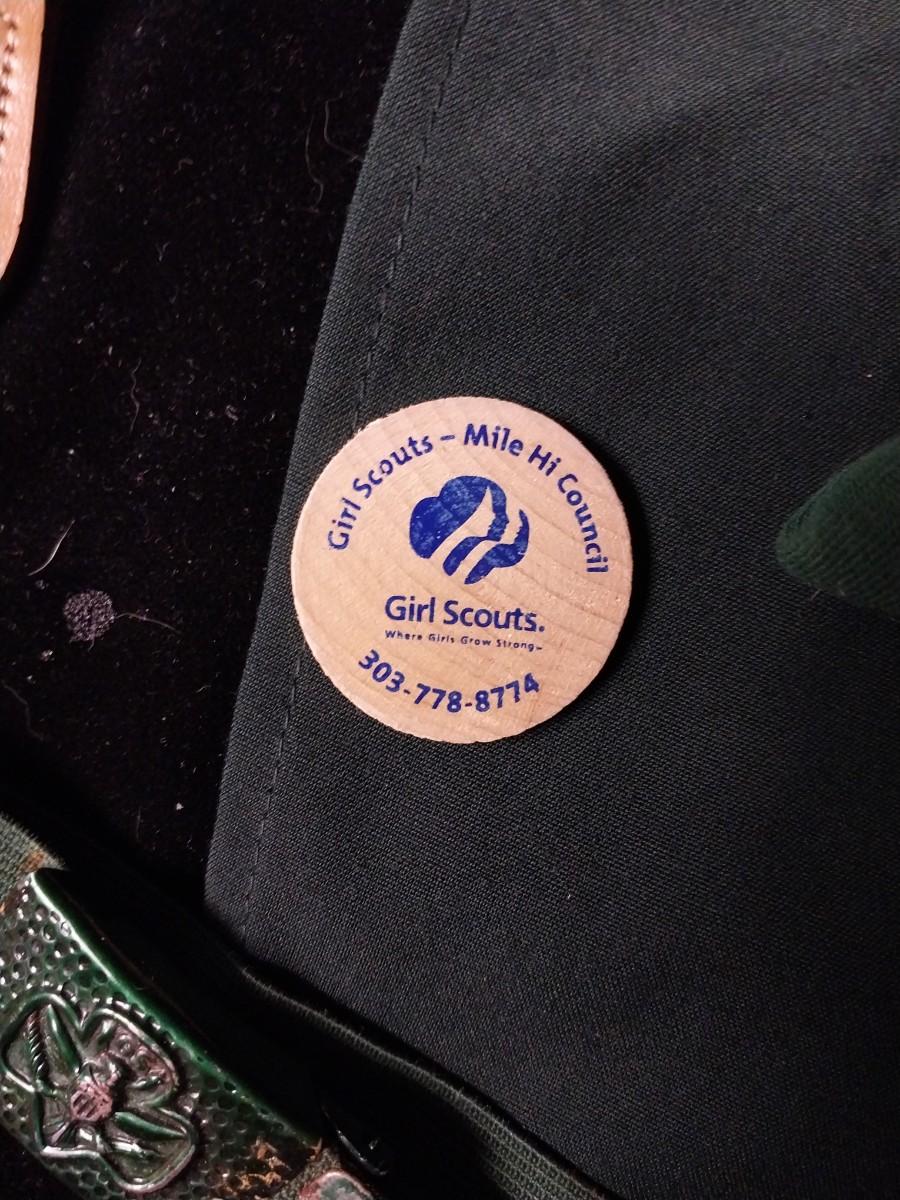 Girl Scouts – Mile Hi Council
Girl Scouts.
Where Girls Grow Strong–
303-778-8774